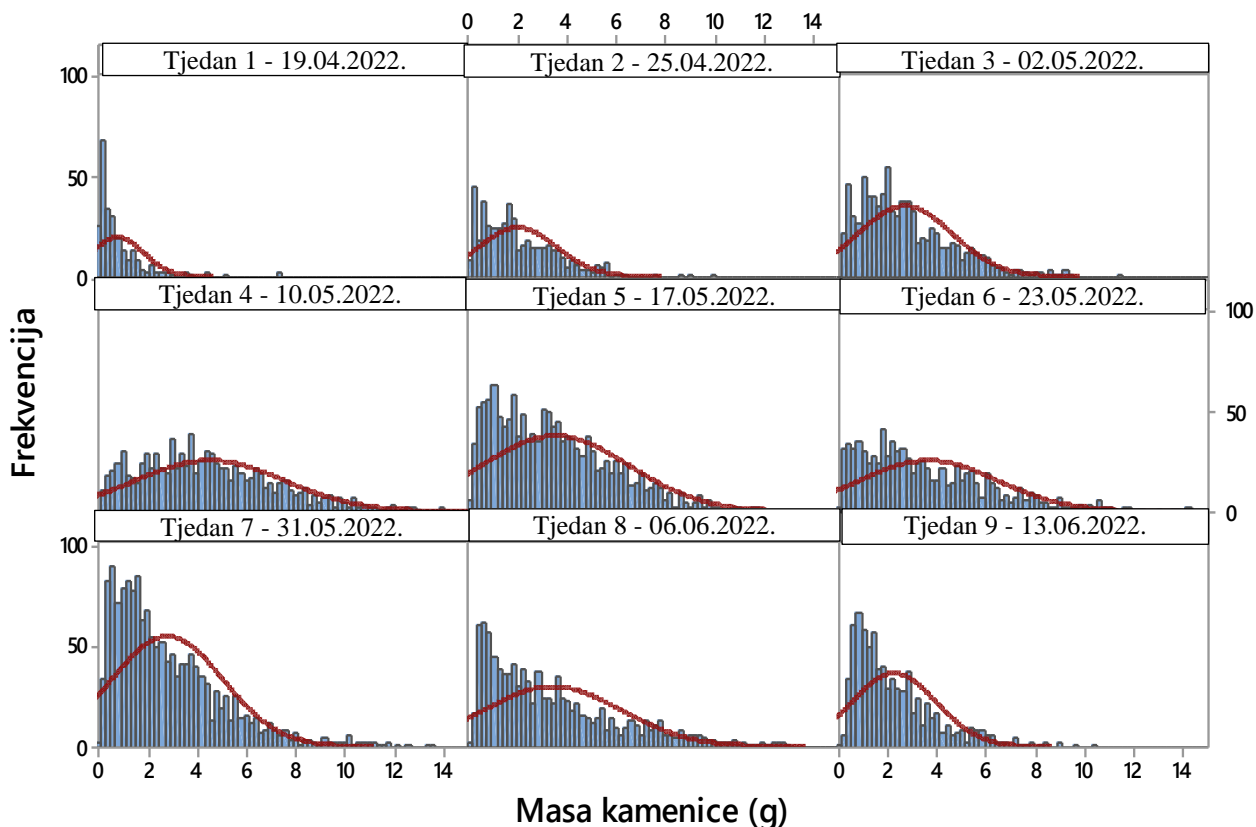 0 2 4 6 8 10 12 14
Tjedan 1 - 19.04.2022. Tjedan 2 - 25.04.2022. Tjedan 3 - 02.05.2022.
100
50
0
Tjedan 4 - 10.05.2022. Tjedan 5 - 17.05.2022. Tjedan 6 - 23.05.2022.
100
50
0
Frekvencija
Tjedan 7 - 31.05.2022. Tjedan 8 - 06.06.2022. Tjedan 9 - 13.06.2022.
100
50
0
0 2 4 6 8 10 12 14 0 2 4 6 8 10 12 14
Masa kamenice (g)